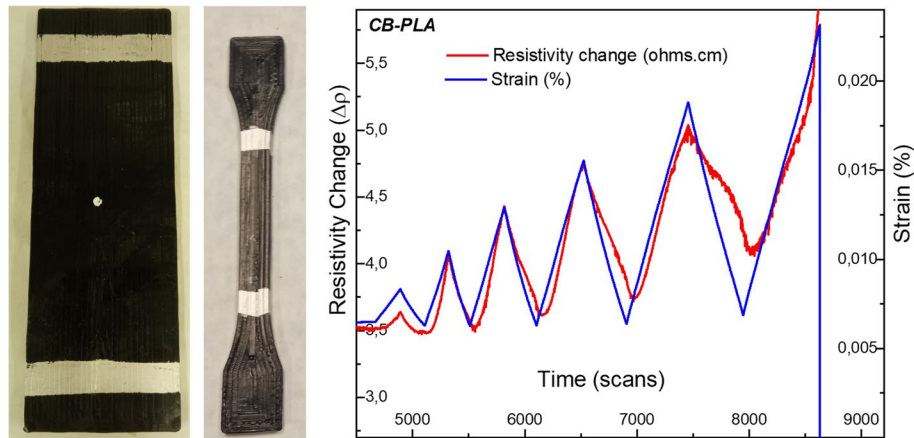 CB-PLA
Resistivity change (ohms.cm)
Strain (%)
Resistivity Change (Δρ)
5,5
5,0
4,5
4,0
3,5
3,0
0,020
0,015
0,010
0,005
Strain (%)
Time (scans)
5000 6000 7000 8000 9000